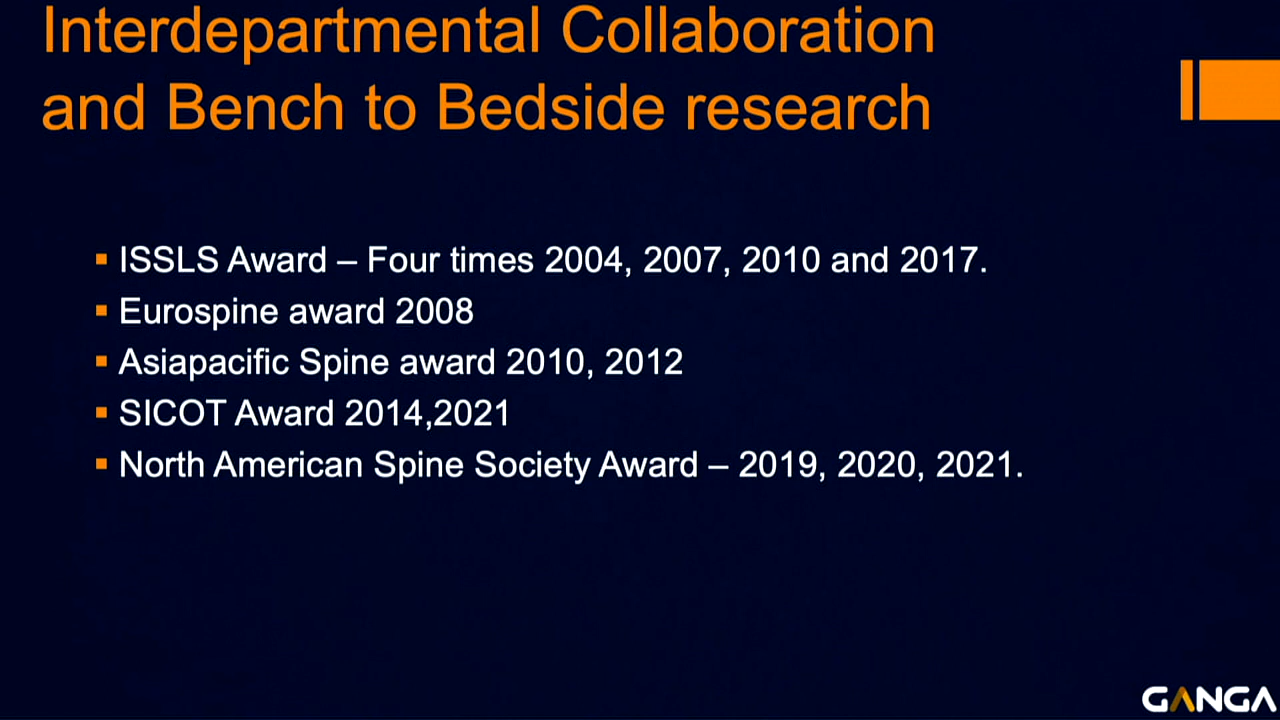 Interdepartmental Collaboration
and Bench to Bedside research
▪ ISSLS Award – Four times 2004, 2007, 2010 and 2017.
▪ Eurospine award 2008
▪ Asiapacific Spine award 2010, 2012
▪ SICOT Award 2014,2021
▪ North American Spine Society Award – 2019, 2020, 2021.
GANGA